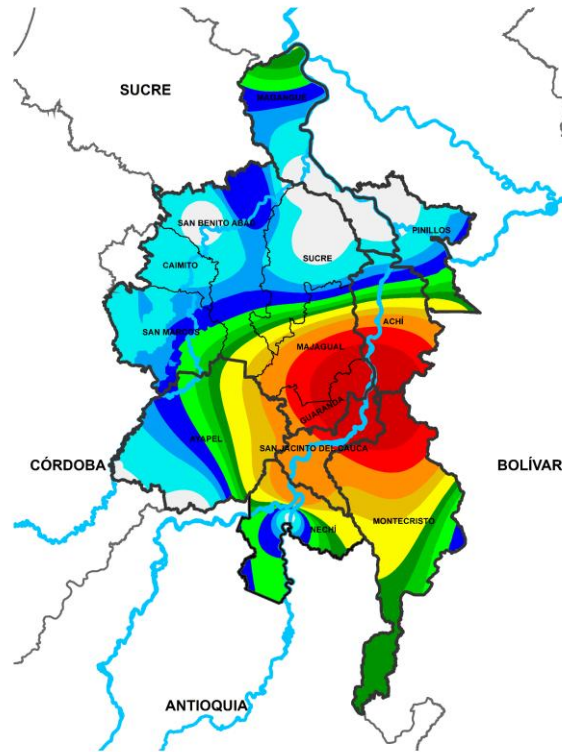 SUCRE
MAGANGUÉ
SAN BENITO ABAD
PINILLOS
SUCRE
CAIMITO
ACHÍ
SAN MARCOS
MAJAGUAL
GUARANDA
AYAPEL
SAN JACINTO DEL CAUCA
CÓRDOBA
BOLÍVAR
MONTECRISTO
NECHÍ
ANTIOQUIA